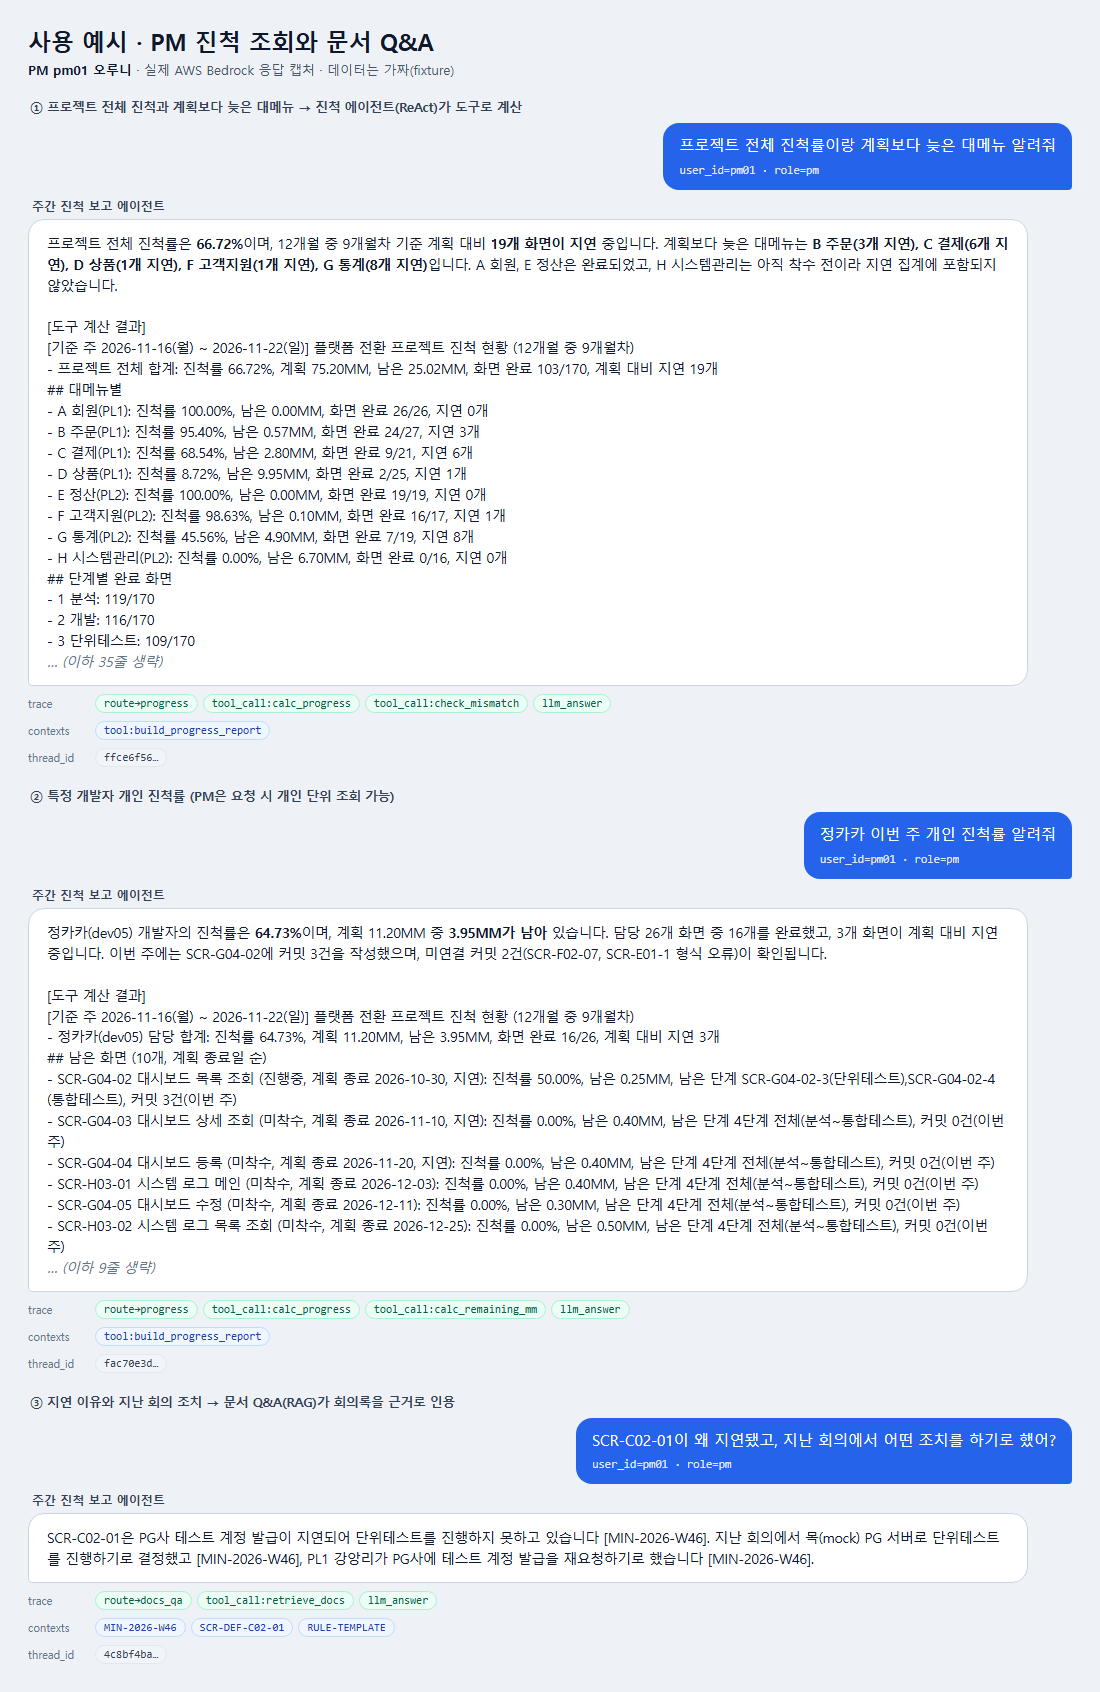 사용 예시 · PM 진척 조회와 문서 Q&A
PM pm01 오루니 · 실제 AWS Bedrock 응답 캡처 · 데이터는 가짜(fixture)
① 프로젝트 전체 진척과 계획보다 늦은 대메뉴 → 진척 에이전트(ReAct)가 도구로 계산
프로젝트 전체 진척률이랑 계획보다 늦은 대메뉴 알려줘
user_id=pm01 · role=pm
주간 진척 보고 에이전트
프로젝트 전체 진척률은 66.72%이며, 12개월 중 9개월차 기준 계획 대비 19개 화면이 지연 중입니다. 계획보다 늦은 대메뉴는 B 주문(3개 지연), C 결제(6개 지
연), D 상품(1개 지연), F 고객지원(1개 지연), G 통계(8개 지연)입니다. A 회원, E 정산은 완료되었고, H 시스템관리는 아직 착수 전이라 지연 집계에 포함되지
않았습니다.
[도구 계산 결과]
[기준 주 2026-11-16(월) ~ 2026-11-22(일)] 플랫폼 전환 프로젝트 진척 현황 (12개월 중 9개월차)
- 프로젝트 전체 합계: 진척률 66.72%, 계획 75.20MM, 남은 25.02MM, 화면 완료 103/170, 계획 대비 지연 19개
## 대메뉴별
- A 회원(PL1): 진척률 100.00%, 남은 0.00MM, 화면 완료 26/26, 지연 0개
- B 주문(PL1): 진척률 95.40%, 남은 0.57MM, 화면 완료 24/27, 지연 3개
- C 결제(PL1): 진척률 68.54%, 남은 2.80MM, 화면 완료 9/21, 지연 6개
- D 상품(PL1): 진척률 8.72%, 남은 9.95MM, 화면 완료 2/25, 지연 1개
- E 정산(PL2): 진척률 100.00%, 남은 0.00MM, 화면 완료 19/19, 지연 0개
- F 고객지원(PL2): 진척률 98.63%, 남은 0.10MM, 화면 완료 16/17, 지연 1개
- G 통계(PL2): 진척률 45.56%, 남은 4.90MM, 화면 완료 7/19, 지연 8개
- H 시스템관리(PL2): 진척률 0.00%, 남은 6.70MM, 화면 완료 0/16, 지연 0개
## 단계별 완료 화면
- 1 분석: 119/170
- 2 개발: 116/170
- 3 단위테스트: 109/170
... (이하 35줄 생략)
trace route→progress tool_call:calc_progress tool_call:check_mismatch llm_answer
contexts tool:build_progress_report
thread_id ffce6f56…
② 특정 개발자 개인 진척률 (PM은 요청 시 개인 단위 조회 가능)
정카카 이번 주 개인 진척률 알려줘
user_id=pm01 · role=pm
주간 진척 보고 에이전트
정카카(dev05) 개발자의 진척률은 64.73%이며, 계획 11.20MM 중 3.95MM가 남아 있습니다. 담당 26개 화면 중 16개를 완료했고, 3개 화면이 계획 대비 지연
중입니다. 이번 주에는 SCR-G04-02에 커밋 3건을 작성했으며, 미연결 커밋 2건(SCR-F02-07, SCR-E01-1 형식 오류)이 확인됩니다.
[도구 계산 결과]
[기준 주 2026-11-16(월) ~ 2026-11-22(일)] 플랫폼 전환 프로젝트 진척 현황 (12개월 중 9개월차)
- 정카카(dev05) 담당 합계: 진척률 64.73%, 계획 11.20MM, 남은 3.95MM, 화면 완료 16/26, 계획 대비 지연 3개
## 남은 화면 (10개, 계획 종료일 순)
- SCR-G04-02 대시보드 목록 조회 (진행중, 계획 종료 2026-10-30, 지연): 진척률 50.00%, 남은 0.25MM, 남은 단계 SCR-G04-02-3(단위테스트),SCR-G04-02-4
(통합테스트), 커밋 3건(이번 주)
- SCR-G04-03 대시보드 상세 조회 (미착수, 계획 종료 2026-11-10, 지연): 진척률 0.00%, 남은 0.40MM, 남은 단계 4단계 전체(분석~통합테스트), 커밋 0건(이번
주)
- SCR-G04-04 대시보드 등록 (미착수, 계획 종료 2026-11-20, 지연): 진척률 0.00%, 남은 0.40MM, 남은 단계 4단계 전체(분석~통합테스트), 커밋 0건(이번 주)
- SCR-H03-01 시스템 로그 메인 (미착수, 계획 종료 2026-12-03): 진척률 0.00%, 남은 0.40MM, 남은 단계 4단계 전체(분석~통합테스트), 커밋 0건(이번 주)
- SCR-G04-05 대시보드 수정 (미착수, 계획 종료 2026-12-11): 진척률 0.00%, 남은 0.30MM, 남은 단계 4단계 전체(분석~통합테스트), 커밋 0건(이번 주)
- SCR-H03-02 시스템 로그 목록 조회 (미착수, 계획 종료 2026-12-25): 진척률 0.00%, 남은 0.50MM, 남은 단계 4단계 전체(분석~통합테스트), 커밋 0건(이번
주)
... (이하 9줄 생략)
trace route→progress tool_call:calc_progress tool_call:calc_remaining_mm llm_answer
contexts tool:build_progress_report
thread_id fac70e3d…
③ 지연 이유와 지난 회의 조치 → 문서 Q&A(RAG)가 회의록을 근거로 인용
SCR-C02-01이 왜 지연됐고, 지난 회의에서 어떤 조치를 하기로 했어?
user_id=pm01 · role=pm
주간 진척 보고 에이전트
SCR-C02-01은 PG사 테스트 계정 발급이 지연되어 단위테스트를 진행하지 못하고 있습니다 [MIN-2026-W46]. 지난 회의에서 목(mock) PG 서버로 단위테스트
를 진행하기로 결정했고 [MIN-2026-W46], PL1 강양리가 PG사에 테스트 계정 발급을 재요청하기로 했습니다 [MIN-2026-W46].
trace route→docs_qa tool_call:retrieve_docs llm_answer
contexts MIN-2026-W46 SCR-DEF-C02-01 RULE-TEMPLATE
thread_id 4c8bf4ba…